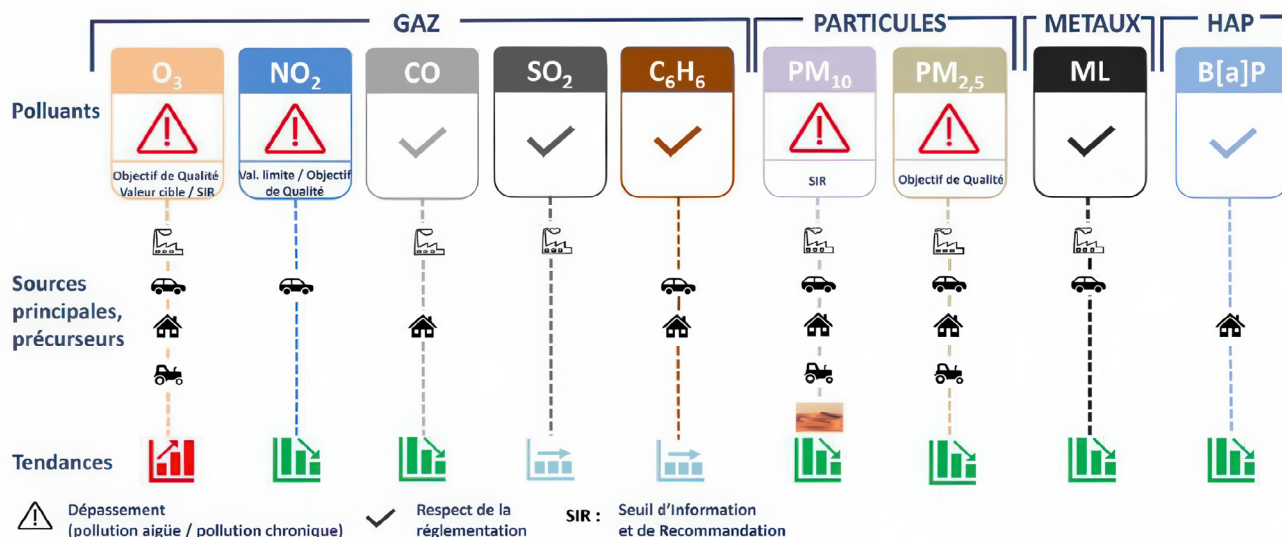 GAZ
PARTICULES
METAUX
HAP
O₃
NO₂
CO
SO₂
C₆H₆
PM₁₀
PM₂,₅
ML
B[a]P
Polluants
Objectif de Qualité
Valeur cible / SIR
Val. limite / Objectif
de Qualité
SIR
Objectif de Qualité
Sources
principales,
précurseurs
Tendances
Dépassement
(pollution aigüe / pollution chronique)
Respect de la
réglementation
SIR :
Seuil d'Information
et de Recommandation